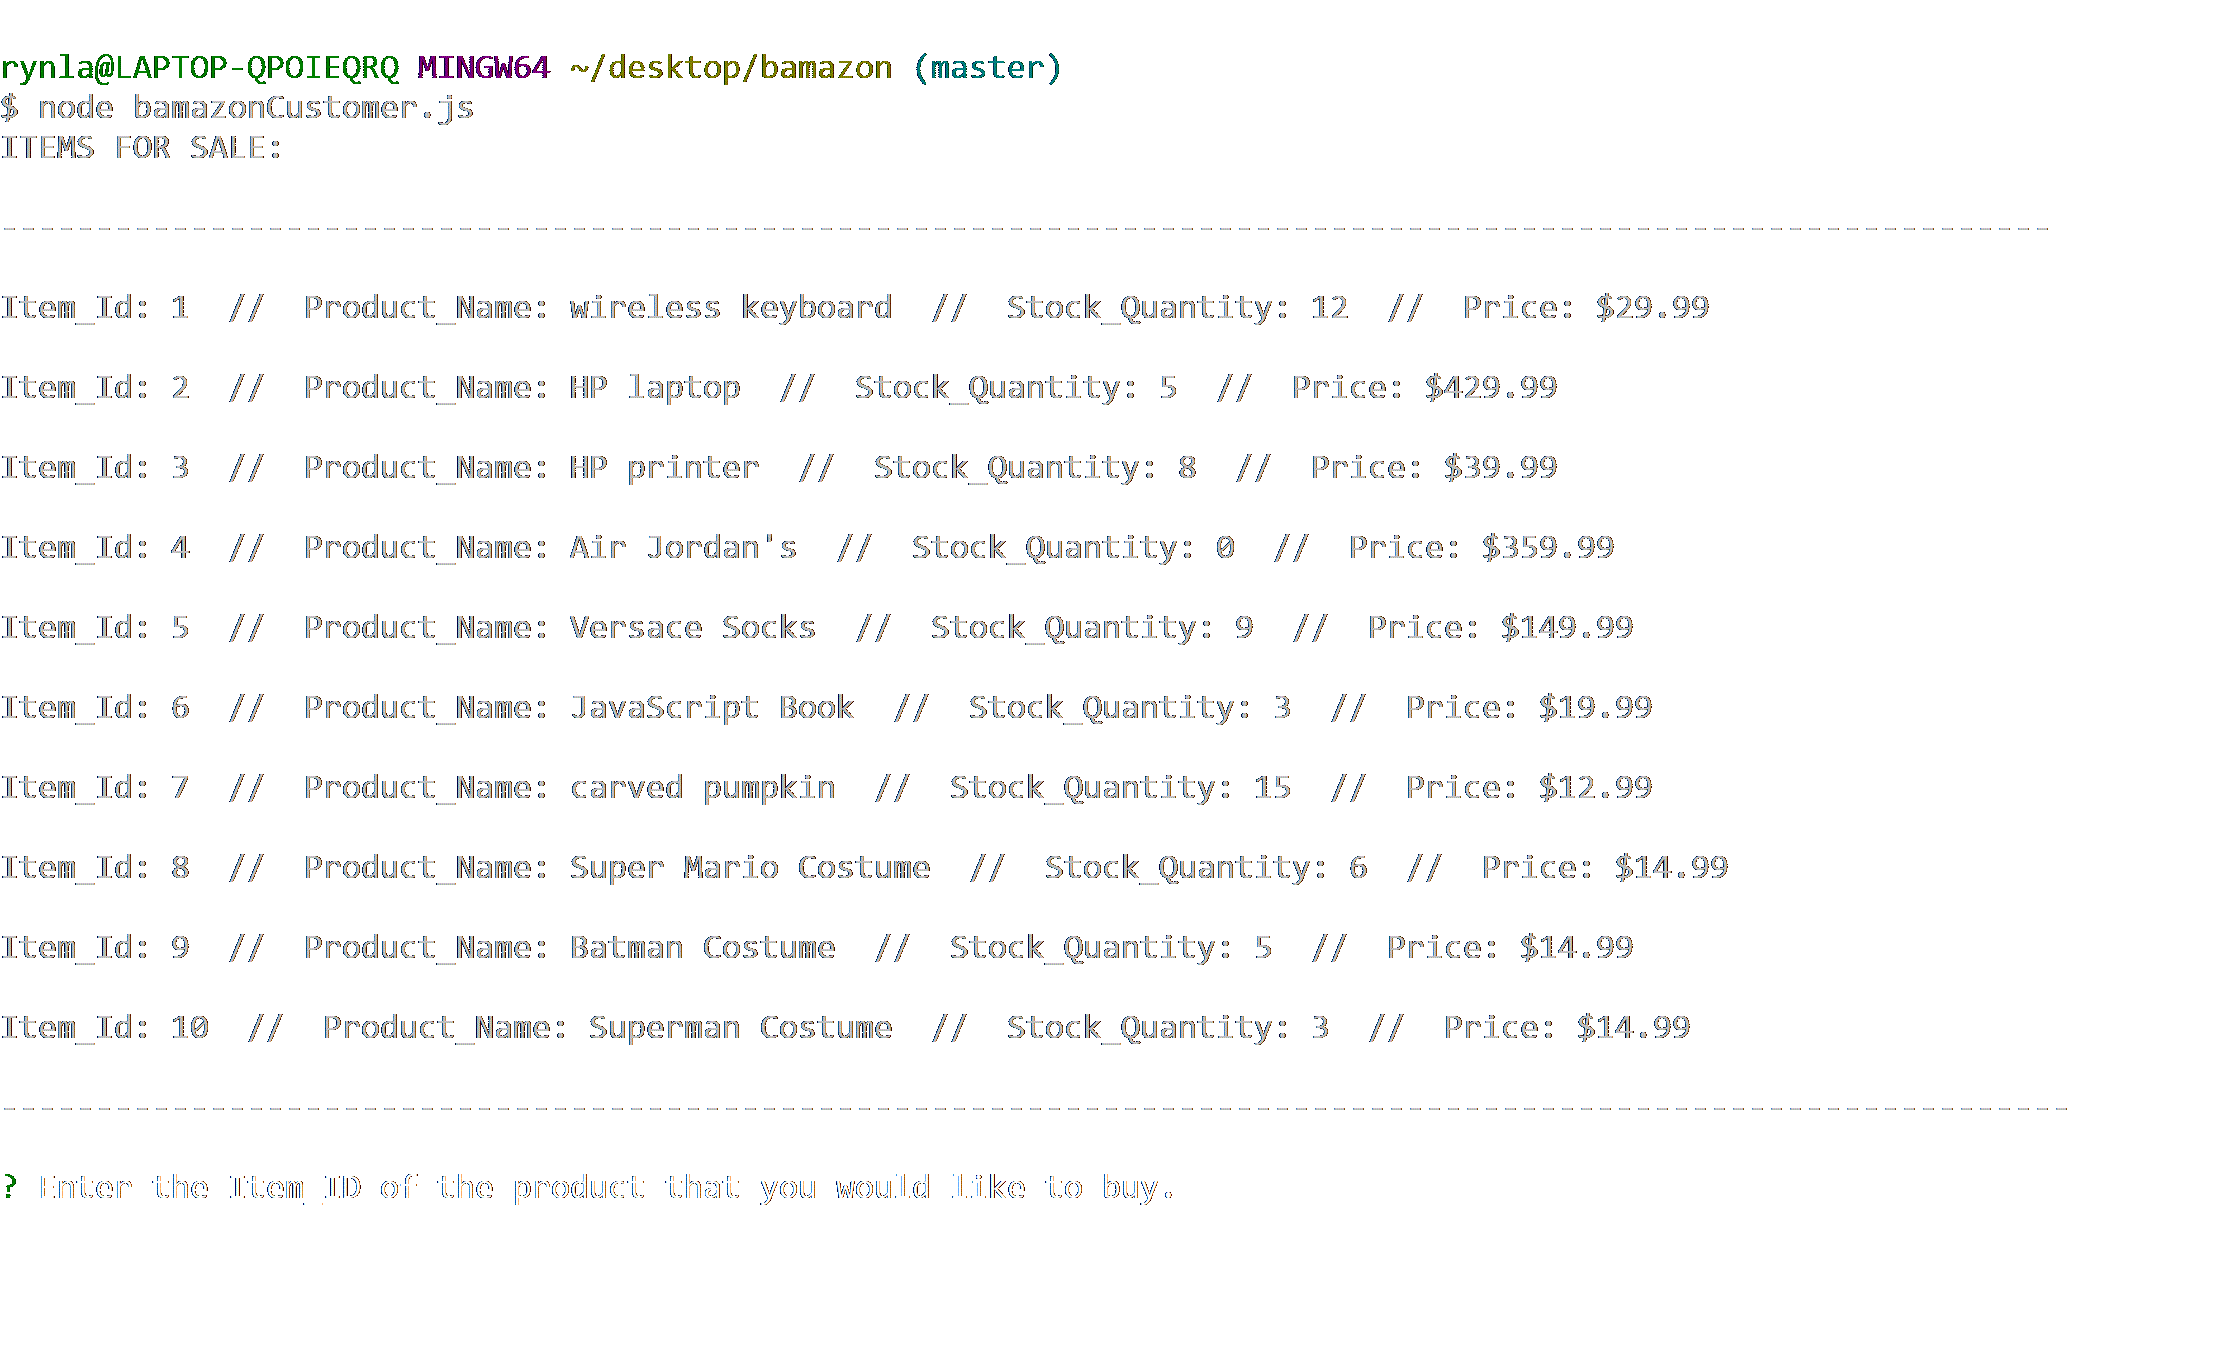 rynla@LAPTOP-QPOIEQRQ MINGW64 ~/desktop/bamazon (master)
$ node bamazonCustomer.js
ITEMS FOR SALE:
------------------------------------------------------------------------------------------------------------
Item_Id: 1  //  Product_Name: wireless keyboard  //  Stock_Quantity: 12  //  Price: $29.99
Item_Id: 2  //  Product_Name: HP laptop  //  Stock_Quantity: 5  //  Price: $429.99
Item_Id: 3  //  Product_Name: HP printer  //  Stock_Quantity: 8  //  Price: $39.99
Item_Id: 4  //  Product_Name: Air Jordan's  //  Stock_Quantity: 0  //  Price: $359.99
Item_Id: 5  //  Product_Name: Versace Socks  //  Stock_Quantity: 9  //  Price: $149.99
Item_Id: 6  //  Product_Name: JavaScript Book  //  Stock_Quantity: 3  //  Price: $19.99
Item_Id: 7  //  Product_Name: carved pumpkin  //  Stock_Quantity: 15  //  Price: $12.99
Item_Id: 8  //  Product_Name: Super Mario Costume  //  Stock_Quantity: 6  //  Price: $14.99
Item_Id: 9  //  Product_Name: Batman Costume  //  Stock_Quantity: 5  //  Price: $14.99
Item_Id: 10  //  Product_Name: Superman Costume  //  Stock_Quantity: 3  //  Price: $14.99
-------------------------------------------------------------------------------------------------------------
? Enter the Item_ID of the product that you would like to buy.